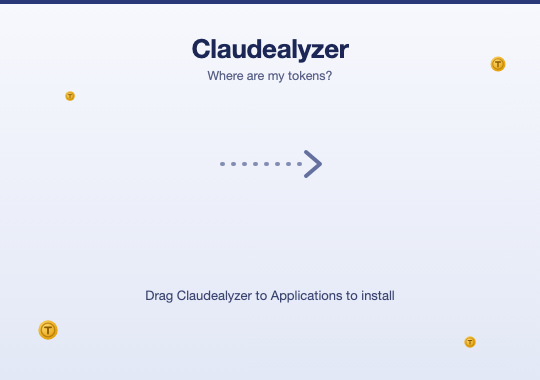 Claudealyzer
Where are my tokens?
T
T
Drag Claudealyzer to Applications to install
T
T